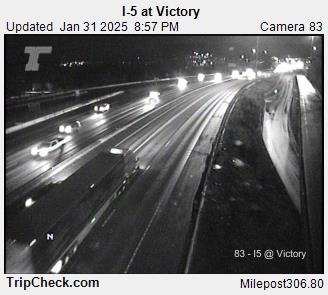 I-5 at Victory
Updated Jan 31 2025 8:57 PM Camera 83
T
N
83 - I5 @ Victory
TripCheck.com Milepost306.80